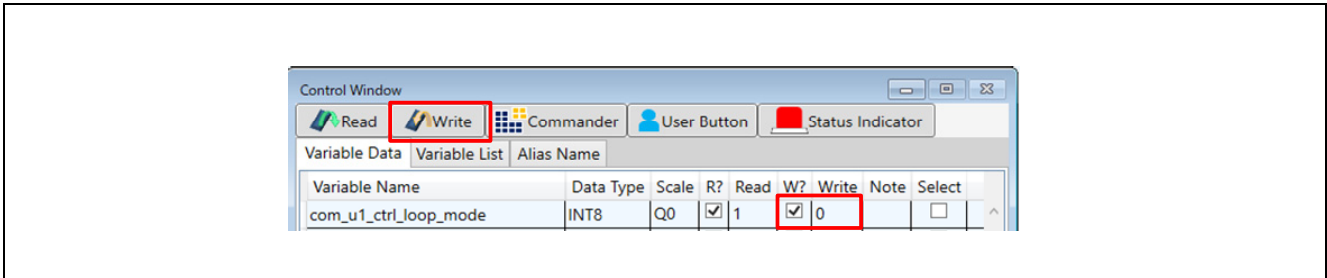 Control Window
Read Write Commander User Button Status Indicator
Variable Data Variable List Alias Name
Variable Name Data Type Scale R? Read W? Write Note Select
com_u1_ctrl_loop_mode INT8 Q0 1 0